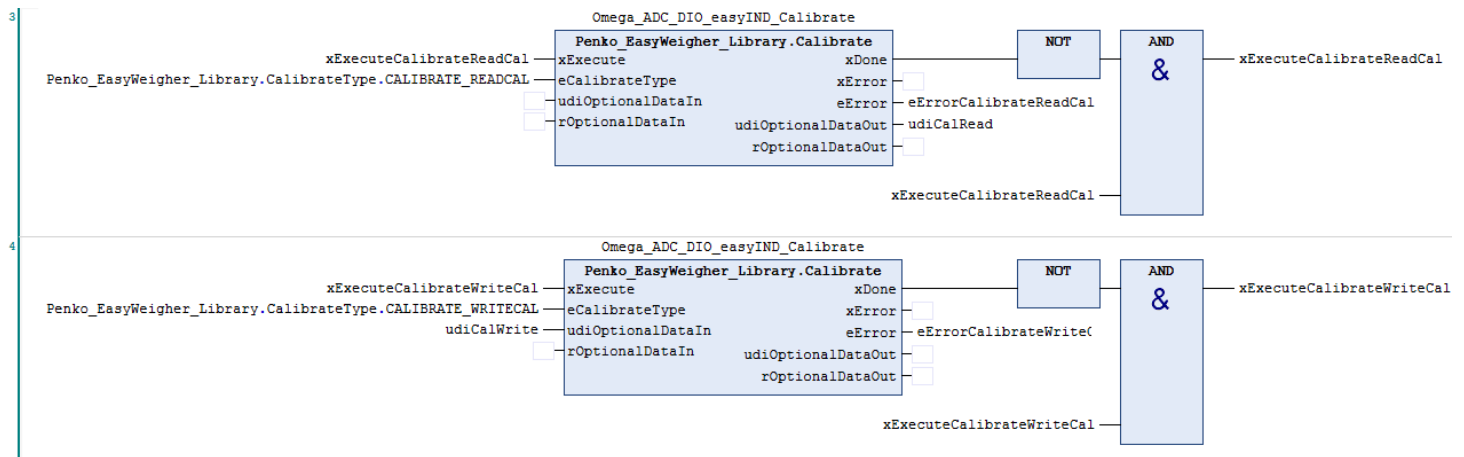 3
Omega_ADC_DIO_easyIND_Calibrate
Penko_EasyWeigher_Library.Calibrate NOT AND
xExecuteCalibrateReadCal xExecute xDone & xExecuteCalibrateReadCal
Penko_EasyWeigher_Library.CalibrateType.CALIBRATE_READCAL eCalibrateType xError
udiOptionalDataIn eError eErrorCalibrateReadCal
rOptionalDataIn udiOptionalDataOut udiCalRead
rOptionalDataOut
xExecuteCalibrateReadCal
4
Omega_ADC_DIO_easyIND_Calibrate
Penko_EasyWeigher_Library.Calibrate NOT AND
xExecuteCalibrateWriteCal xExecute xDone & xExecuteCalibrateWriteCal
Penko_EasyWeigher_Library.CalibrateType.CALIBRATE_WRITECAL eCalibrateType xError
udiCalWrite udiOptionalDataIn eError eErrorCalibrateWrite(
rOptionalDataIn udiOptionalDataOut
rOptionalDataOut
xExecuteCalibrateWriteCal